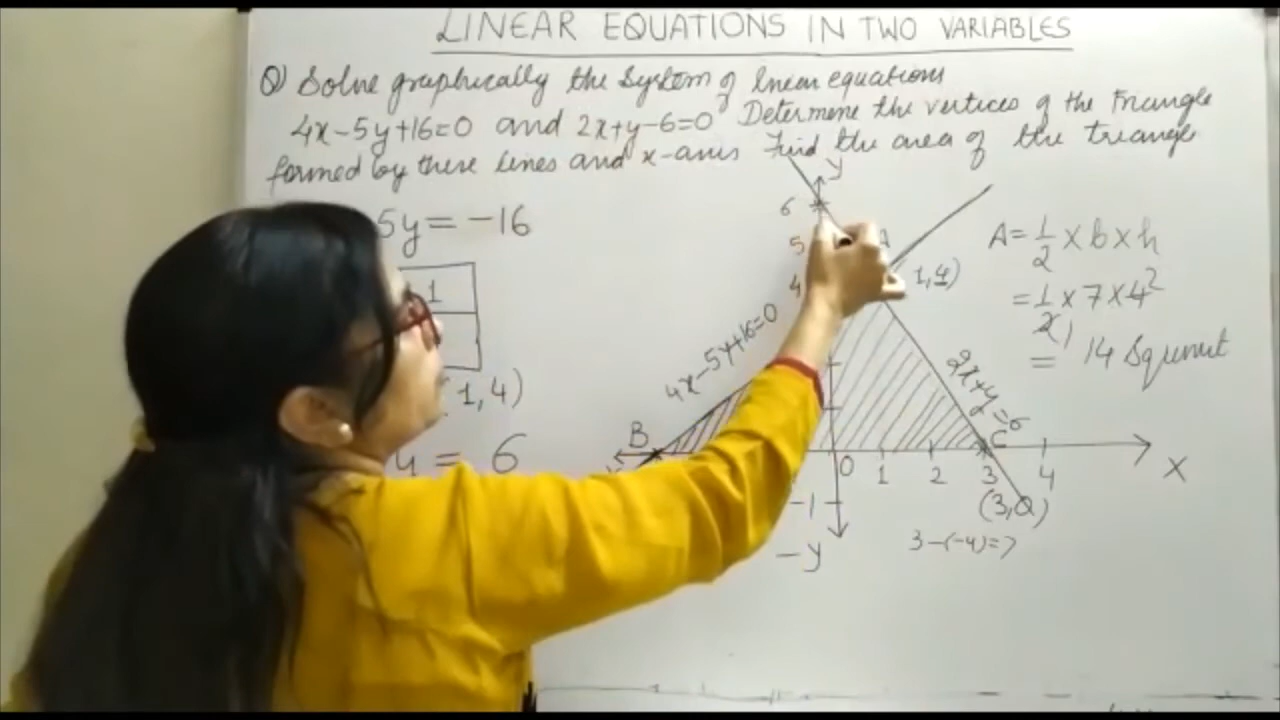 LINEAR EQUATIONS IN TWO VARIABLES
Q) Solve graphically the system of linear equations
4x-5y+16=0 and 2x+y-6=0 Determine the vertices of the triangle
formed by these lines and x-axis Find the area of the triangle
5y = -16
1
1,4)
y = 6
y
6
5
4
A
1,4)
4x-5y+16=0
2x+y=6
B
C
0 1 2 3 4
X
(3,0)
-1
-y
3-(-4)=7
A = 1/2 × b × h
= 1/2 × 7 × 4 2
1
= 14 Sq unit